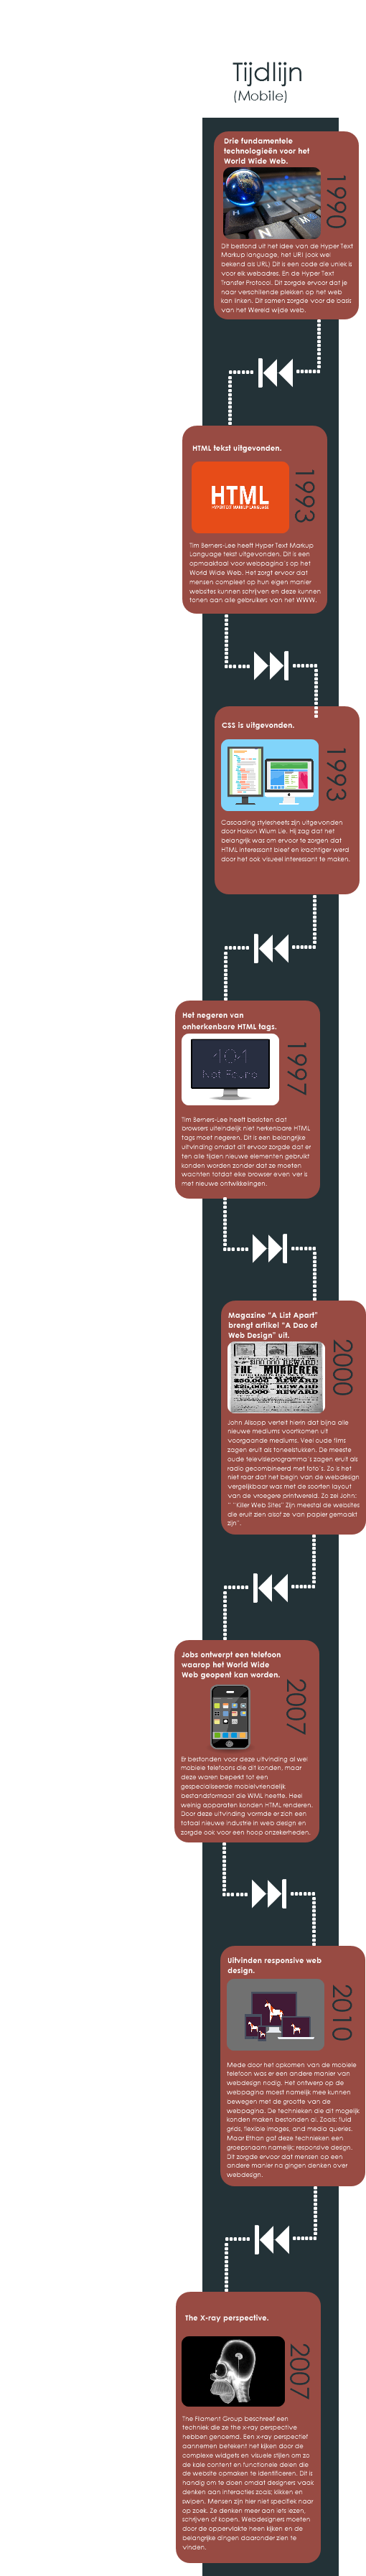 Tijdlijn
(Mobile)
Drie fundamentele
technologieën voor het
World Wide Web.
1990
Dit bestond uit het idee van de Hyper Text
Markup language, het URI (ook wel
bekend als URL) Dit is een code die uniek is
voor elk webadres. En de Hyper Text
Transfer Protocol. Dit zorgde ervoor dat je
naar verschillende plekken op het web
kan linken. Dit samen zorgde voor de basis
van het Wereld wijde web.
HTML tekst uitgevonden.
1993
HTML
HYPERTEXT MARKUP LANGUAGE
Tim Berners-Lee heeft Hyper Text Markup
Language tekst uitgevonden. Dit is een
opmaaktaal voor webpagina's op het
World Wide Web. Het zorgt ervoor dat
mensen compleet op hun eigen manier
websites kunnen schrijven en deze kunnen
tonen aan alle gebruikers van het WWW.
CSS is uitgevonden.
1993
Cascading stylesheets zijn uitgevonden
door Hakon Wium Lie. Hij zag dat het
belangrijk was om ervoor te zorgen dat
HTML interessant bleef en krachtiger werd
door het ook visueel interessant te maken.
Het negeren van
onherkenbare HTML tags.
1997
404
Not Found
Tim Berners-Lee heeft besloten dat
browsers uiteindelijk niet herkenbare HTML
tags moet negeren. Dit is een belangrijke
uitvinding omdat dit ervoor zorgde dat er
ten alle tijden nieuwe elementen gebruikt
konden worden zonder dat ze moeten
wachten totdat elke browser even ver is
met nieuwe ontwikkelingen.
Magazine "A List Apart"
brengt artikel "A Dao of
Web Design" uit.
2000
$100,000 REWARD!
THE MURDERER
John Allsopp vertelt hierin dat bijna alle
nieuwe mediums voortkomen uit
voorgaande mediums. Veel oude films
zagen eruit als toneelstukken. De meeste
oude televisieprogramma's zagen eruit als
radio gecombineerd met foto's. Zo is het
niet raar dat het begin van de webdesign
vergelijkbaar was met de soorten layout
van de vroegere printwereld. Zo zei John:
" "Killer Web Sites" Zijn meestal de websites
die eruit zien alsof ze van papier gemaakt
zijn".
Jobs ontwerpt een telefoon
waarop het World Wide
Web geopent kan worden.
2007
Er bestonden voor deze uitvinding al wel
mobiele telefoons die dit konden, maar
deze waren beperkt tot een
gespecialiseerde mobielvriendelijk
bestandsformaat die WML heette. Heel
weinig apparaten konden HTML renderen.
Door deze uitvinding vormde er zich een
totaal nieuwe industrie in web design en
zorgde ook voor een hoop onzekerheden.
Uitvinden responsive web
design.
2010
Mede door het opkomen van de mobiele
telefoon was er een andere manier van
webdesign nodig. Het ontwerp op de
webpagina moest namelijk mee kunnen
bewegen met de grootte van de
webpagina. De technieken die dit mogelijk
konden maken bestonden al. Zoals: fluid
grids, flexible images, and media queries.
Maar Ethan gaf deze technieken een
groepsnaam namelijk: responsive design.
Dit zorgde ervoor dat mensen op een
andere manier na gingen denken over
webdesign.
The X-ray perspective.
2007
The Filament Group beschreef een
techniek die ze the x-ray perspective
hebben genoemd. Een x-ray perspectief
aannemen betekent het kijken door de
complexe widgets en visuele stijlen om zo
de kale content en functionele delen die
de website opmaken te identificeren. Dit is
handig om te doen omdat designers vaak
denken aan interacties zoals: klikken en
swipen. Mensen zijn hier niet specifiek naar
op zoek. Ze denken meer aan iets lezen,
schrijven of kopen. Webdesigners moeten
door de oppervlakte heen kijken en de
belangrijke dingen daaronder zien te
vinden.